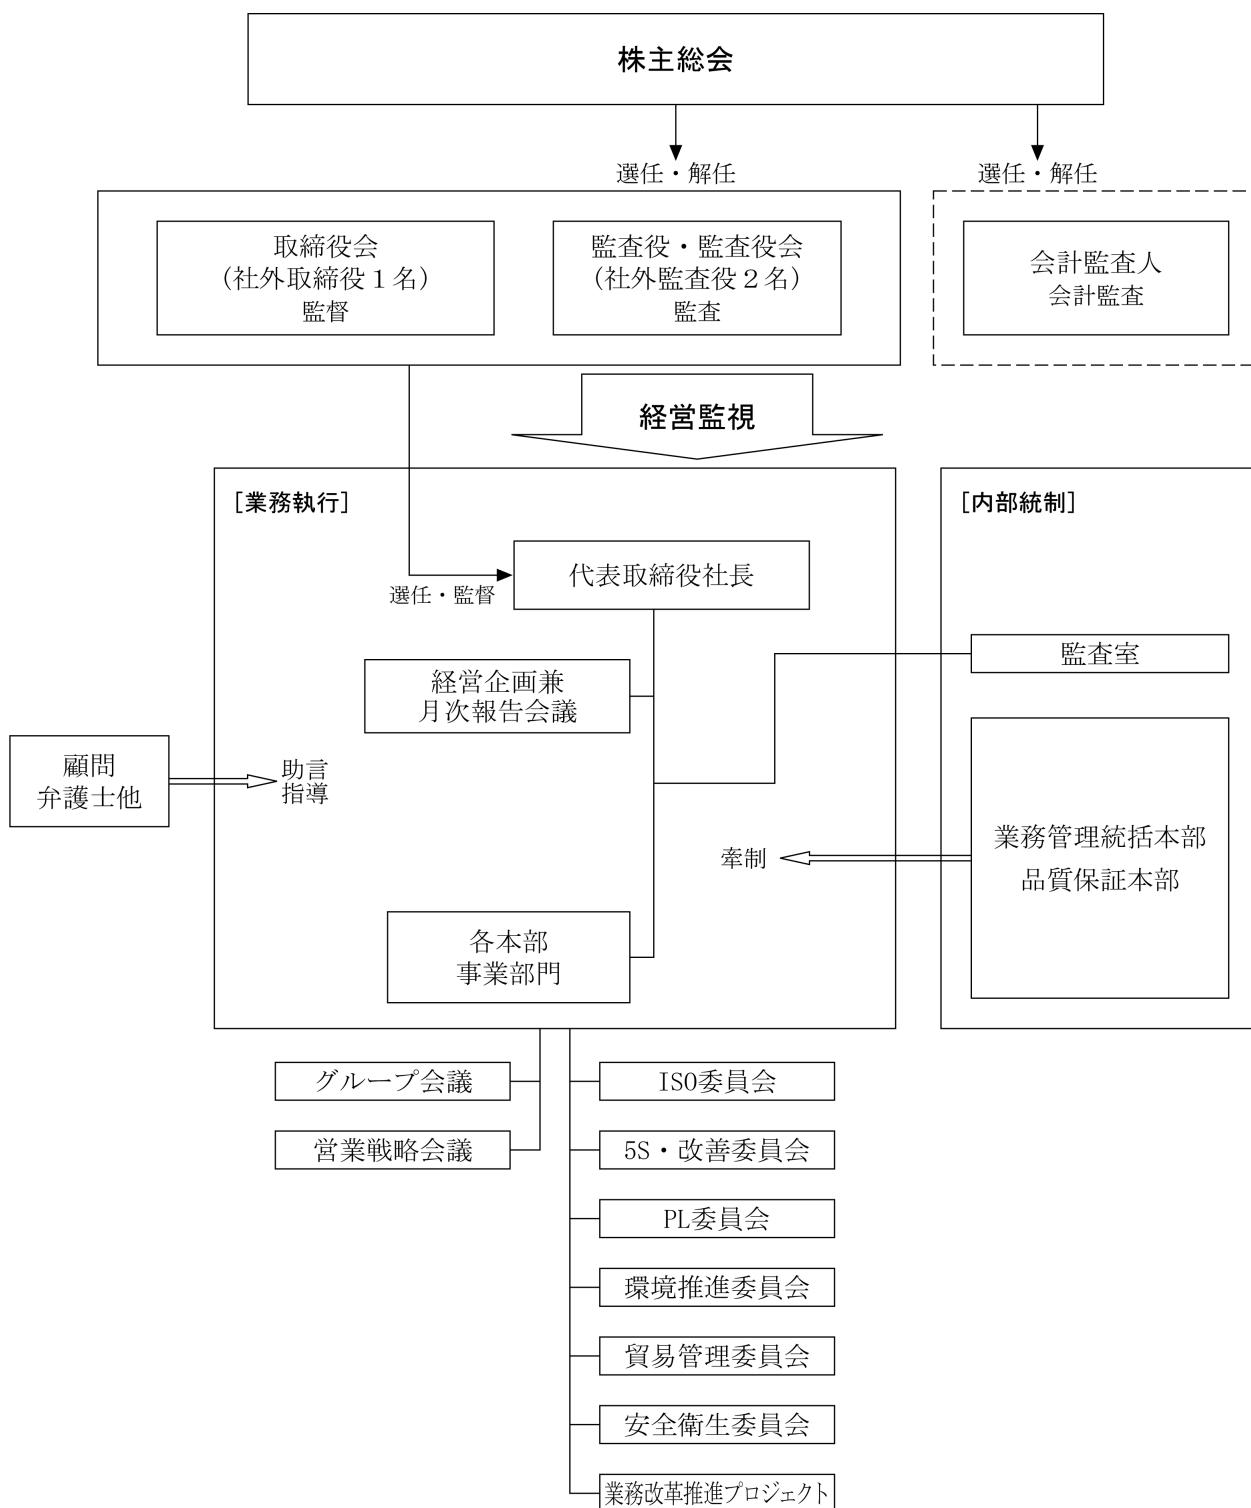 株主総会
選任・解任
選任・解任
取締役会
(社外取締役１名)
監督
監査役・監査役会
(社外監査役２名)
監査
会計監査人
会計監査
経営監視
[業務執行]
[内部統制]
代表取締役社長
選任・監督
監査室
経営企画兼
月次報告会議
顧問
弁護士他
助言
指導
業務管理統括本部
品質保証本部
牽制
各本部
事業部門
グループ会議
ISO委員会
営業戦略会議
5S・改善委員会
PL委員会
環境推進委員会
貿易管理委員会
安全衛生委員会
業務改革推進プロジェクト